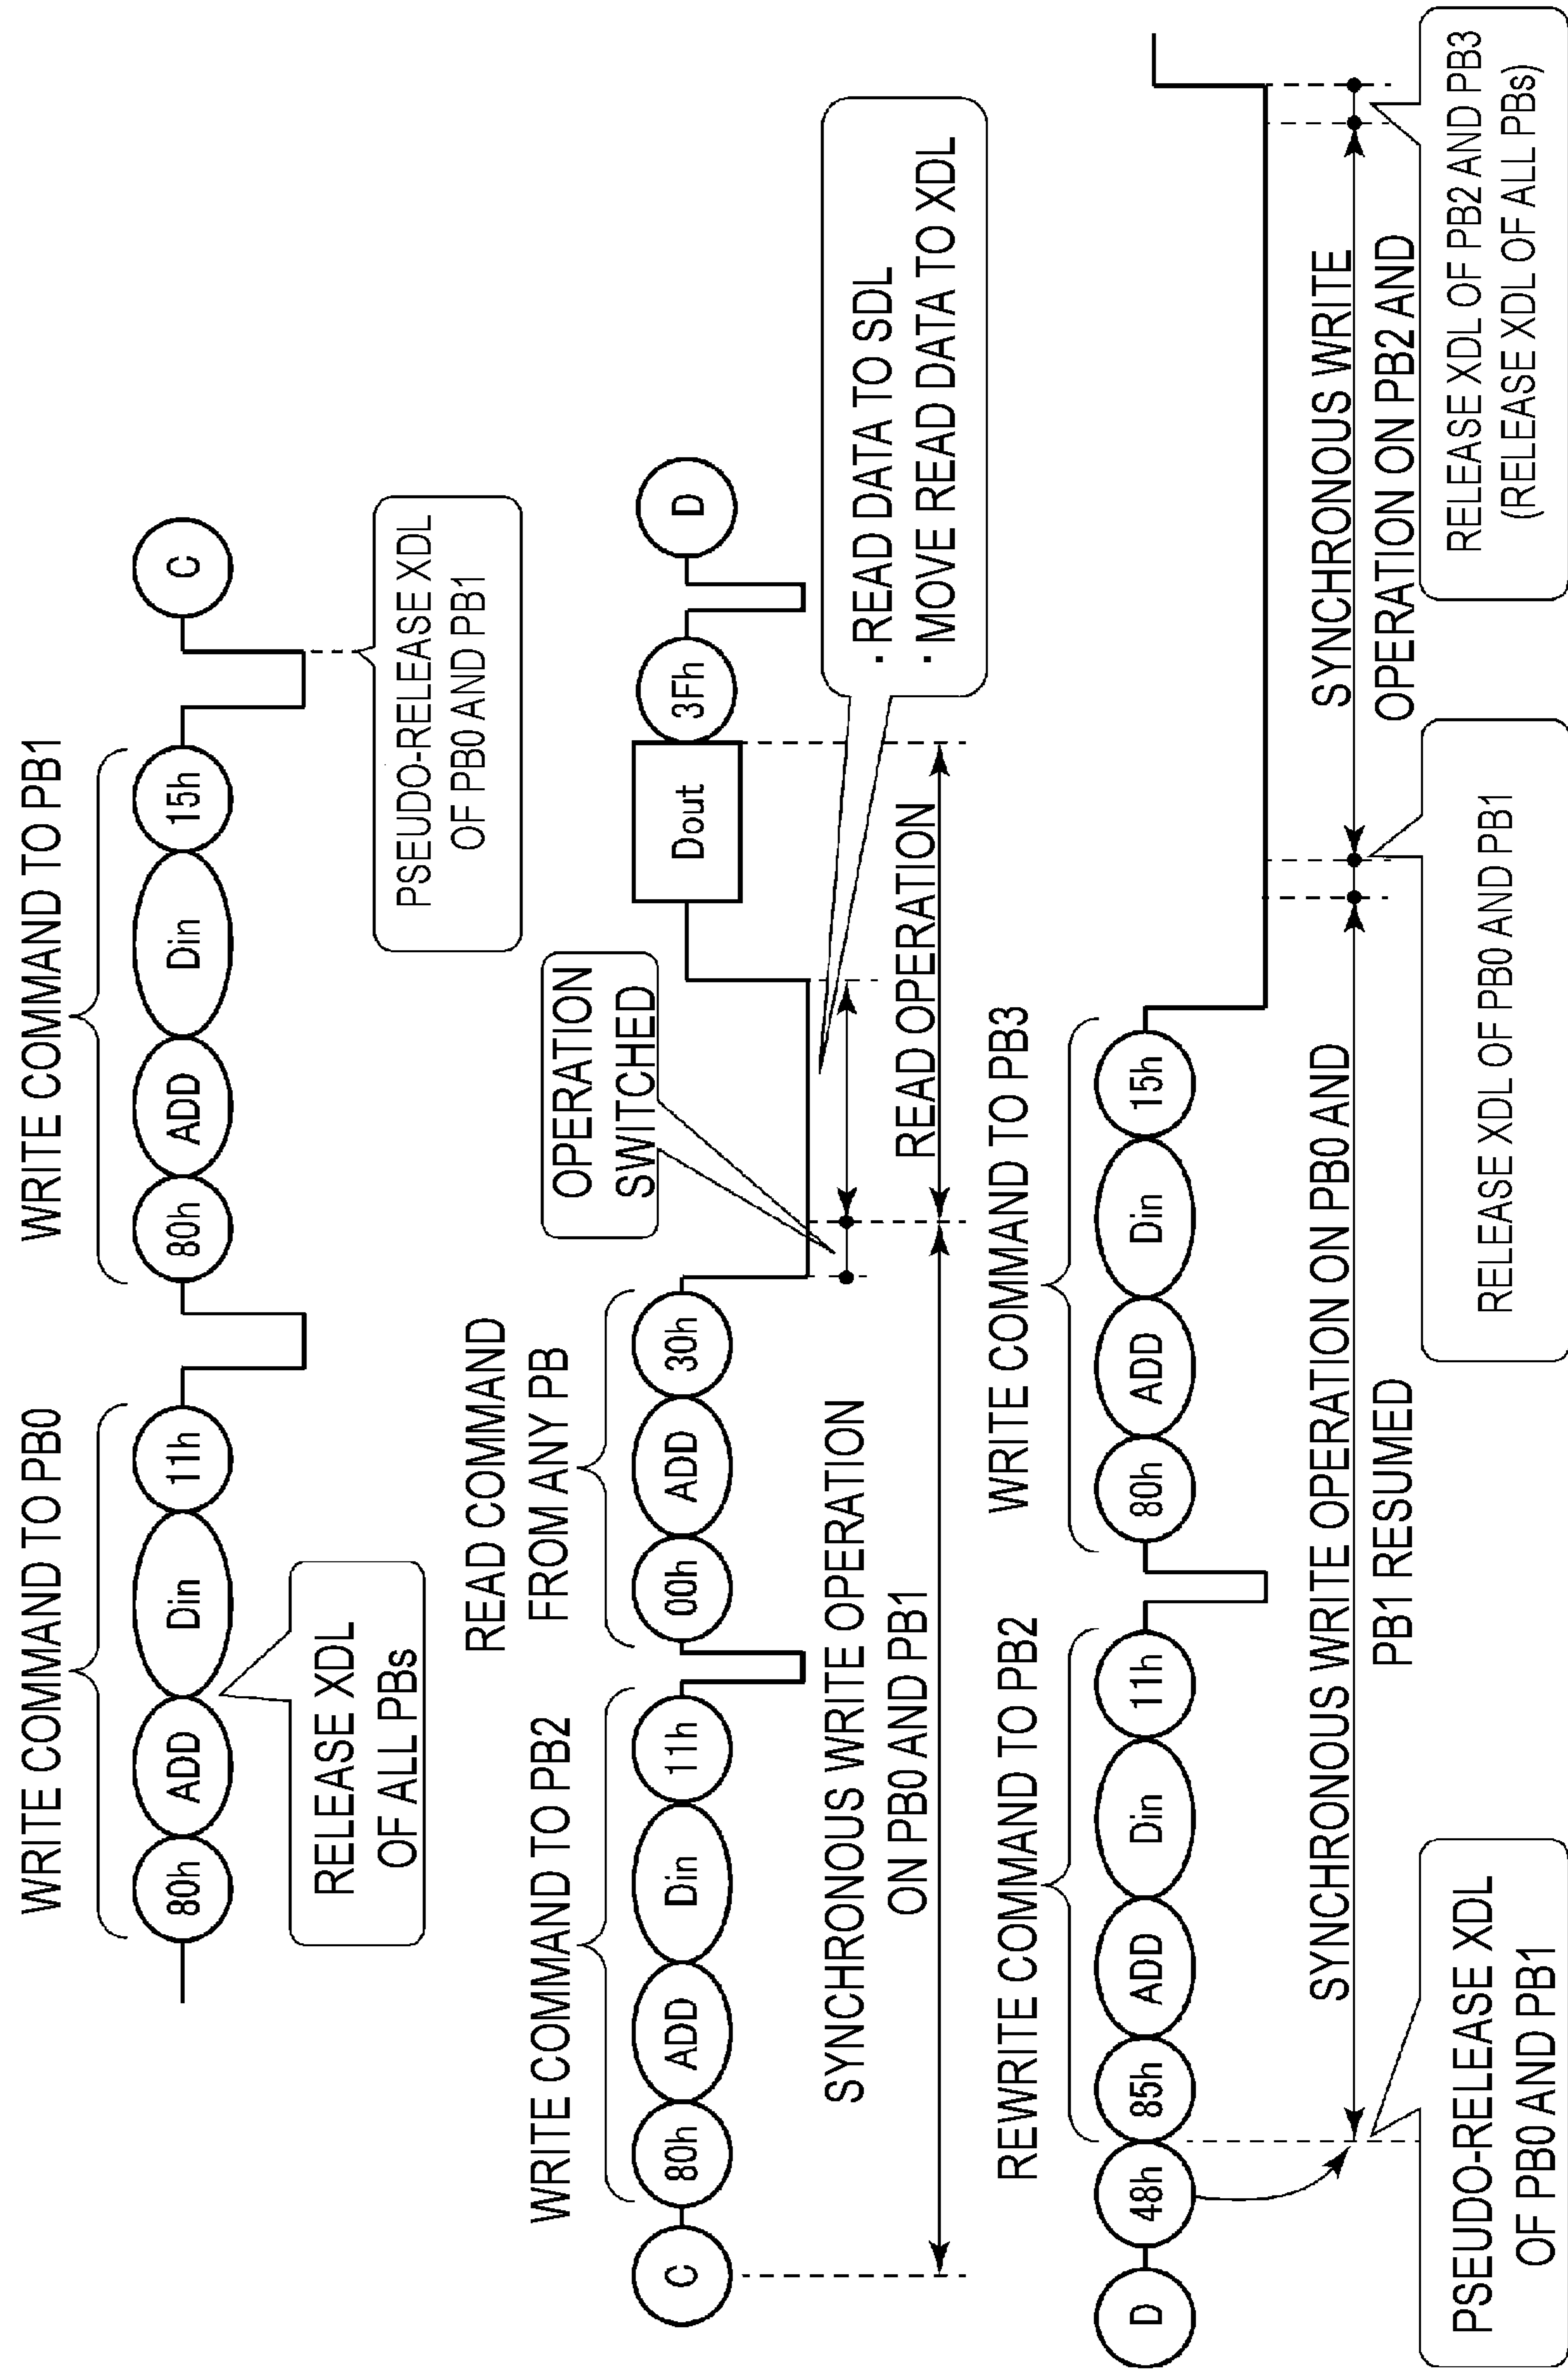 WRITE COMMAND TO PB0
WRITE COMMAND TO PB1
80h ADD Din 11h 80h ADD Din 15h C
RELEASE XDL
OF ALL PBs
PSEUDO-RELEASE XDL
OF PB0 AND PB1
WRITE COMMAND TO PB2
READ COMMAND
FROM ANY PB
OPERATION
SWITCHED
C 80h ADD Din 11h 00h ADD 30h Dout 3Fh D
SYNCHRONOUS WRITE OPERATION
ON PB0 AND PB1
READ OPERATION
· READ DATA TO SDL
· MOVE READ DATA TO XDL
REWRITE COMMAND TO PB2
WRITE COMMAND TO PB3
D 48h 85h ADD Din 11h 80h ADD Din 15h
SYNCHRONOUS WRITE OPERATION ON PB0 AND
PB1 RESUMED
SYNCHRONOUS WRITE
OPERATION ON PB2 AND
PSEUDO-RELEASE XDL
OF PB0 AND PB1
RELEASE XDL OF PB0 AND PB1
RELEASE XDL OF PB2 AND PB3
(RELEASE XDL OF ALL PBs)